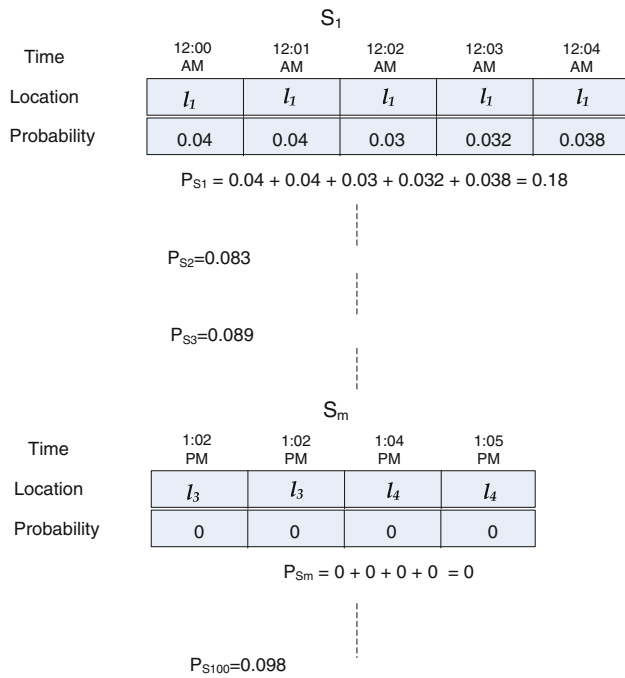 S1
Time 12:00 AM 12:01 AM 12:02 AM 12:03 AM 12:04 AM
Location l1 l1 l1 l1 l1
Probability 0.04 0.04 0.03 0.032 0.038
PS1 = 0.04 + 0.04 + 0.03 + 0.032 + 0.038 = 0.18
PS2=0.083
PS3=0.089
Sm
Time 1:02 PM 1:02 PM 1:04 PM 1:05 PM
Location l3 l3 l4 l4
Probability 0 0 0 0
PSm = 0 + 0 + 0 + 0 = 0
PS100=0.098